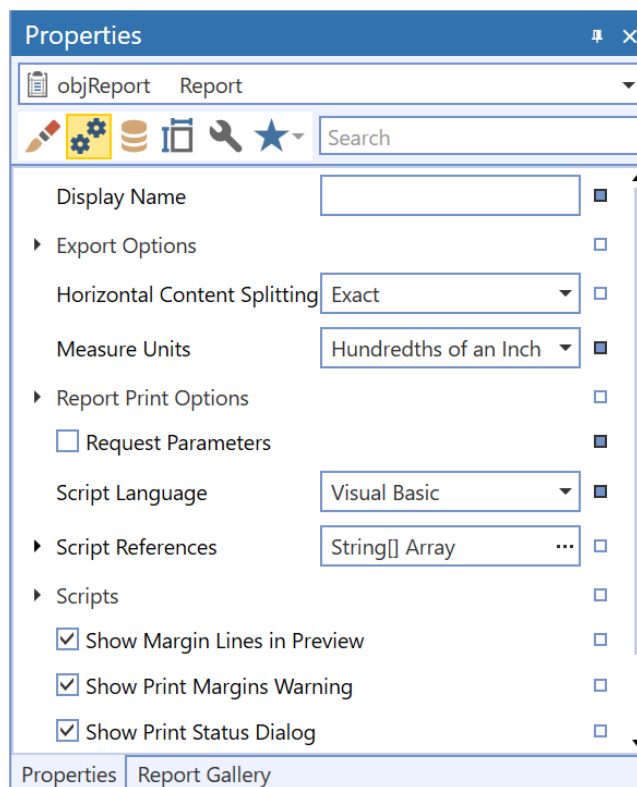 Properties
objReport Report
Search
Display Name
Export Options
Horizontal Content Splitting Exact
Measure Units Hundredths of an Inch
Report Print Options
Request Parameters
Script Language Visual Basic
Script References String[] Array ...
Scripts
Show Margin Lines in Preview
Show Print Margins Warning
Show Print Status Dialog
Properties Report Gallery